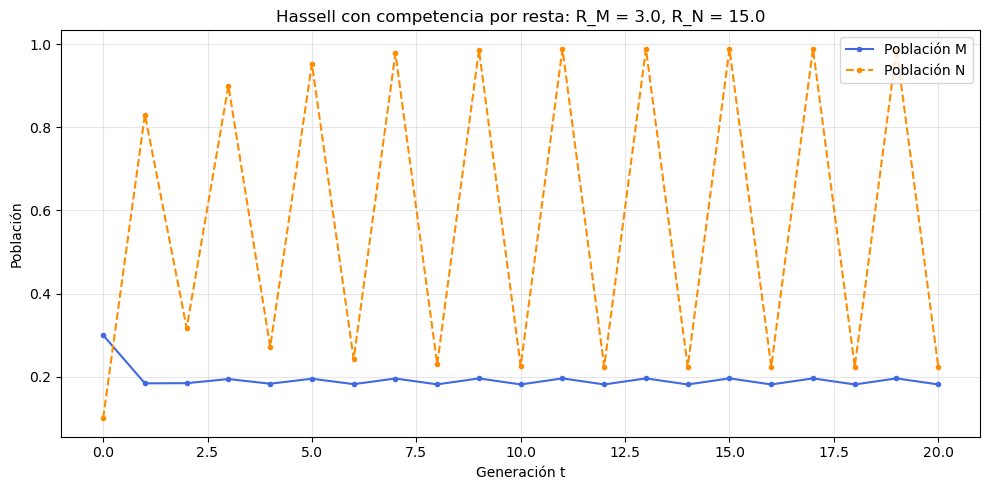 Hassell con competencia por resta: R_M = 3.0, R_N = 15.0
Población M
Población N
Población
1.0
0.8
0.6
0.4
0.2
0.0 2.5 5.0 7.5 10.0 12.5 15.0 17.5 20.0
Generación t